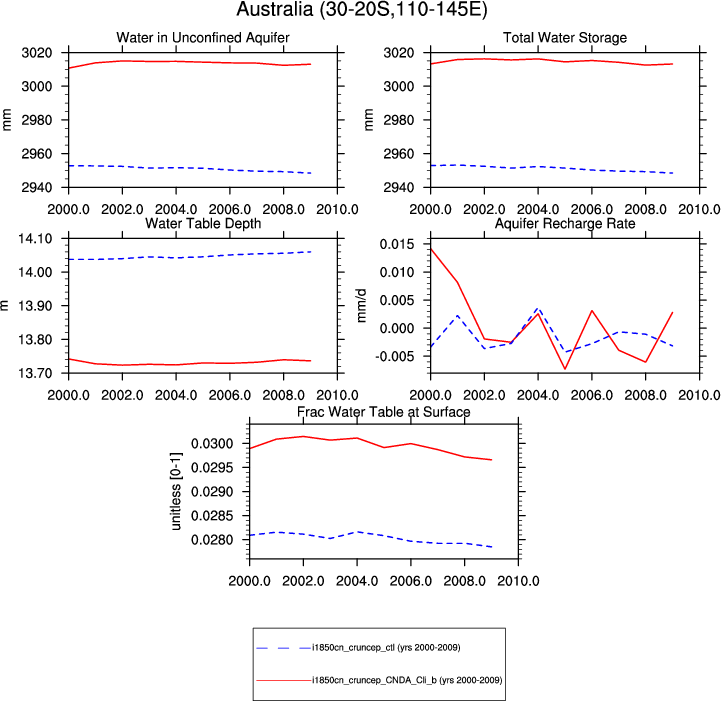 Australia (30-20S,110-145E)
Water in Unconfined Aquifer
3020
3000
2980
2960
2940
mm
2000.0 2002.0 2004.0 2006.0 2008.0 2010.0
Total Water Storage
3020
3000
2980
2960
2940
mm
2000.0 2002.0 2004.0 2006.0 2008.0 2010.0
Water Table Depth
14.10
14.00
13.90
13.80
13.70
m
2000.0 2002.0 2004.0 2006.0 2008.0 2010.0
Aquifer Recharge Rate
0.015
0.010
0.005
0.000
-0.005
mm/d
2000.0 2002.0 2004.0 2006.0 2008.0 2010.0
Frac Water Table at Surface
0.0300
0.0295
0.0290
0.0285
0.0280
unitless [0-1]
2000.0 2002.0 2004.0 2006.0 2008.0 2010.0
i1850cn_cruncep_ctl (yrs 2000-2009)
i1850cn_cruncep_CNDA_Cli_b (yrs 2000-2009)